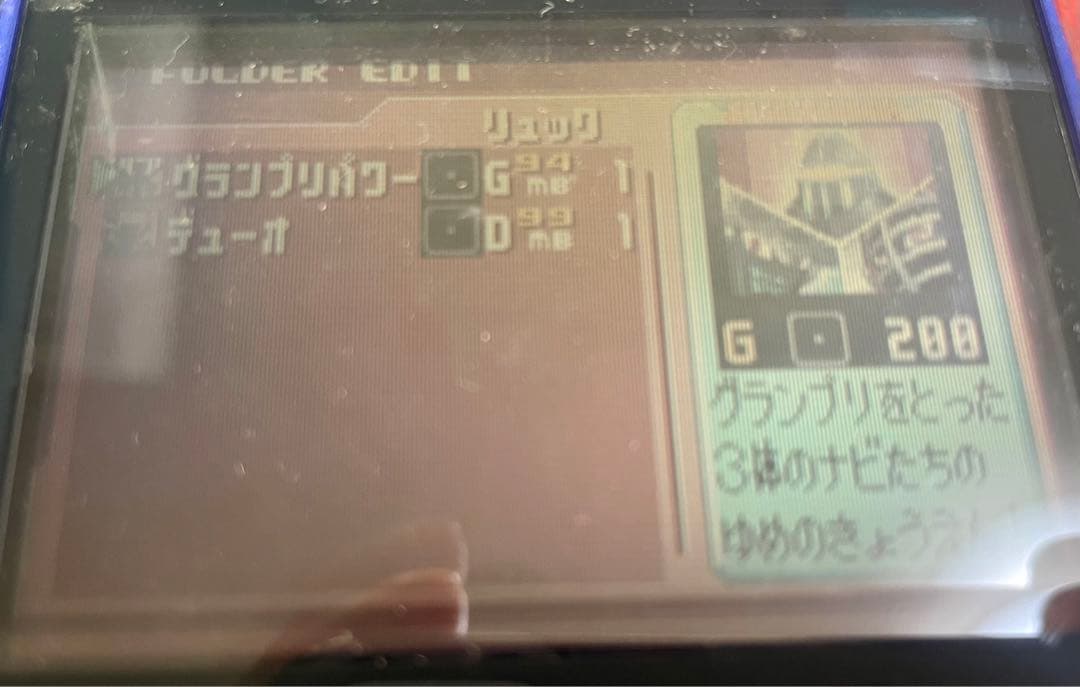 FOLDER EDIT
リュック
グランプリパワー G 94 MB 1
デューオ D 99 MB 1
G 200
グランプリをとった
3体のナビたちの
ゆめのきょうえん